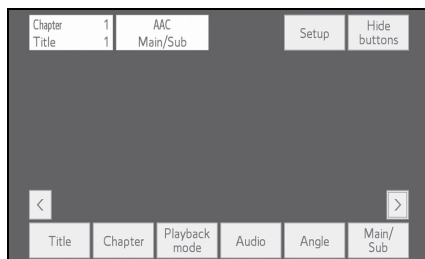 Chapter 1
Title 1
AAC
Main/Sub
Setup
Hide
buttons
<
>
Title
Chapter
Playback
mode
Audio
Angle
Main/
Sub